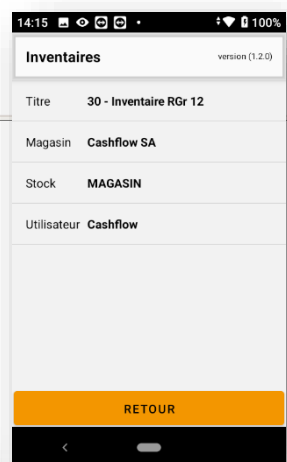 14:15 100%
Inventaires version (1.2.0)
Titre 30 - Inventaire RGr 12
Magasin Cashflow SA
Stock MAGASIN
Utilisateur Cashflow
RETOUR